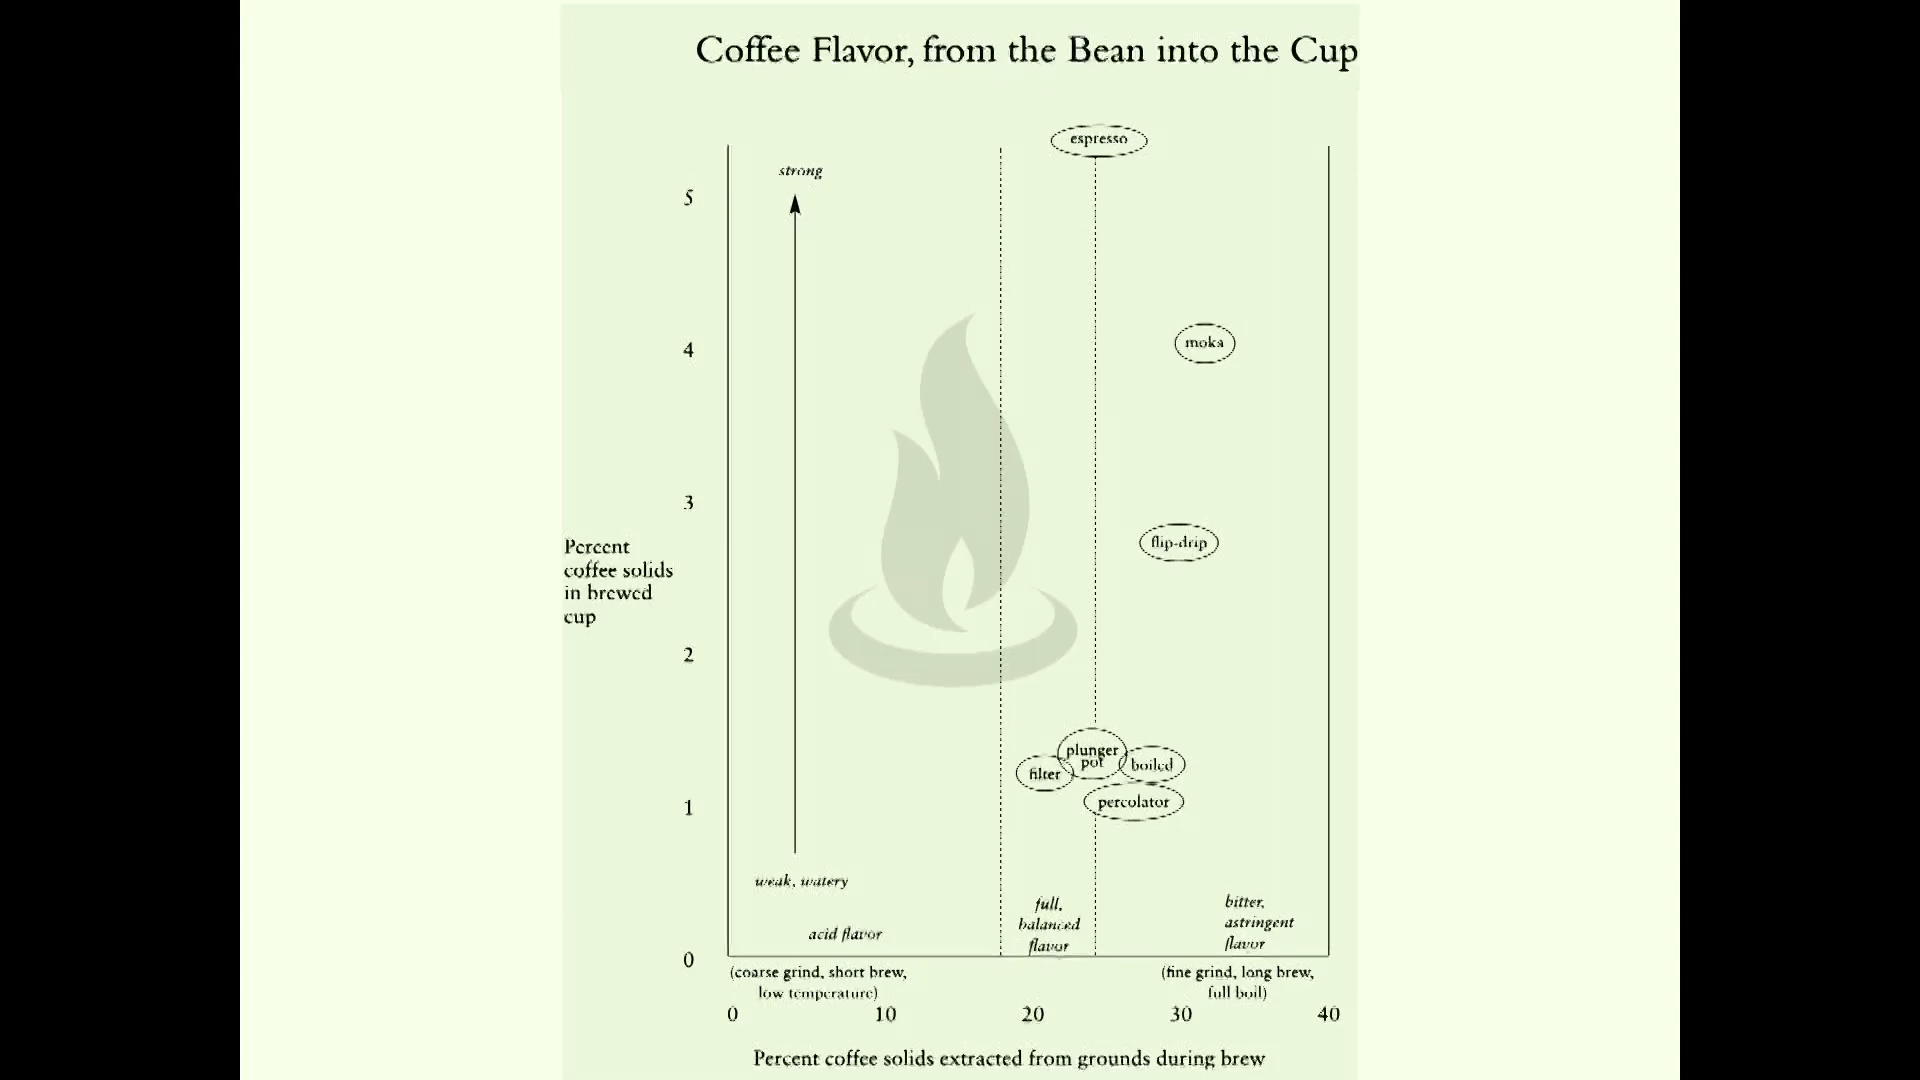 Coffee Flavor, from the Bean into the Cup
espresso
strong
5
4
moka
3
flip-drip
Percent
coffee solids
in brewed
cup
2
plunger
pot
boiled
filter
percolator
1
weak, watery
full,
balanced
flavor
bitter,
astringent
flavor
acid flavor
0
(coarse grind, short brew,
low temperature)
(fine grind, long brew,
full boil)
0 10 20 30 40
Percent coffee solids extracted from grounds during brew